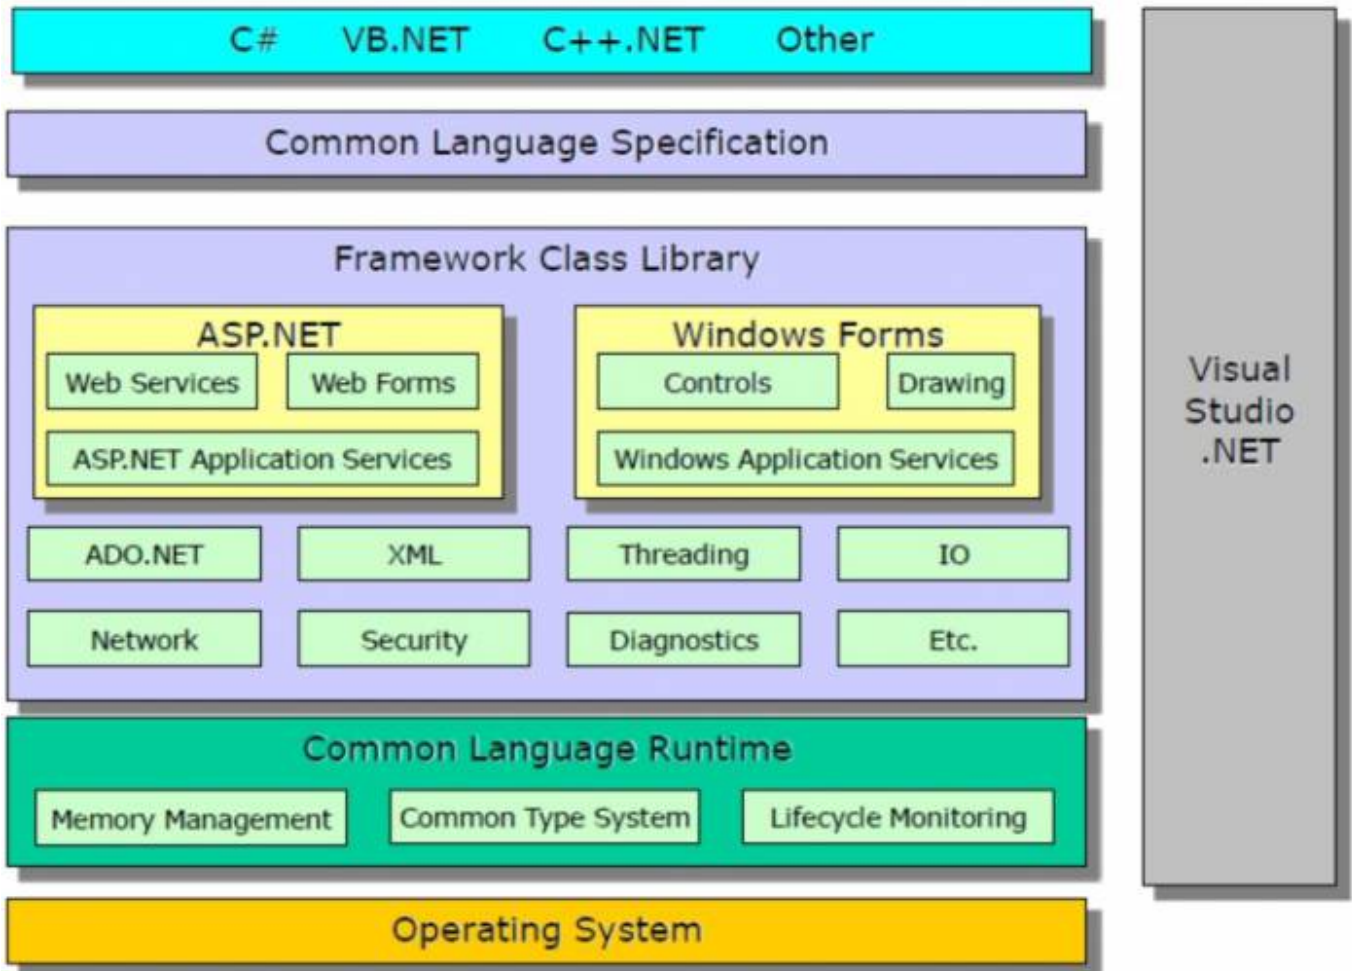 C# VB.NET C++.NET Other
Common Language Specification
Framework Class Library
ASP.NET
Web Services Web Forms
ASP.NET Application Services
Windows Forms
Controls Drawing
Windows Application Services
ADO.NET XML Threading IO
Network Security Diagnostics Etc.
Common Language Runtime
Memory Management Common Type System Lifecycle Monitoring
Operating System
Visual
Studio
.NET